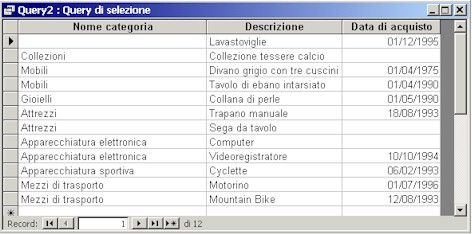 Query2 : Query di selezione
Nome categoria Descrizione Data di acquisto
Lavastoviglie 01/12/1995
Collezioni Collezione tessere calcio
Mobili Divano grigio con tre cuscini 01/04/1975
Mobili Tavolo di ebano intarsiato 01/04/1990
Gioielli Collana di perle 01/05/1990
Attrezzi Trapano manuale 18/08/1993
Attrezzi Sega da tavolo
Apparecchiatura elettronica Computer
Apparecchiatura elettronica Videoregistratore 10/10/1994
Apparecchiatura sportiva Cyclette 06/02/1993
Mezzi di trasporto Motorino 01/07/1996
Mezzi di trasporto Mountain Bike 12/08/1993
Record: 1 di 12